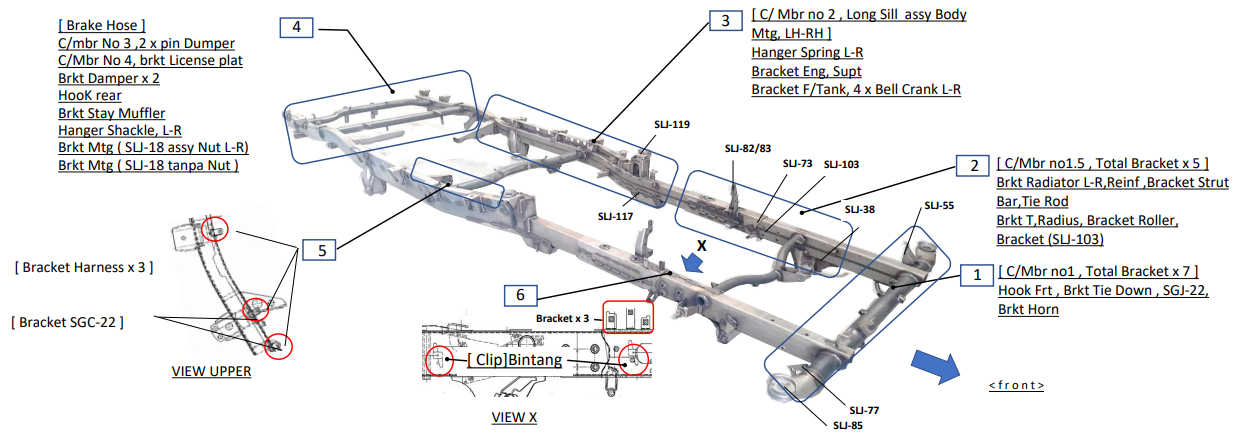 [ Brake Hose ]
C/mbr No 3 ,2 x pin Dumper
C/Mbr No 4, brkt License plat
Brkt Damper x 2
HooK rear
Brkt Stay Muffler
Hanger Shackle, L-R
Brkt Mtg ( SLJ-18 assy Nut L-R)
Brkt Mtg ( SLJ-18 tanpa Nut )
4
3
[ C/ Mbr no 2 , Long Sill assy Body
Mtg, LH-RH ]
Hanger Spring L-R
Bracket Eng, Supt
Bracket F/Tank, 4 x Bell Crank L-R
SLJ-119
SLJ-82/83
SLJ-73
SLJ-103
SLJ-117
SLJ-38
SLJ-55
2
[ C/Mbr no1.5 , Total Bracket x 5 ]
Brkt Radiator L-R,Reinf ,Bracket Strut
Bar,Tie Rod
Brkt T,Radius, Bracket Roller,
Bracket (SLJ-103)
5
X
[ Bracket Harness x 3 ]
1
[ C/Mbr no1 , Total Bracket x 7 ]
Hook Frt , Brkt Tie Down , SGJ-22,
Brkt Horn
6
[ Bracket SGC-22 ]
Bracket x 3
[ Clip]Bintang
VIEW UPPER
VIEW X
<front>
SLJ-77
SLJ-85